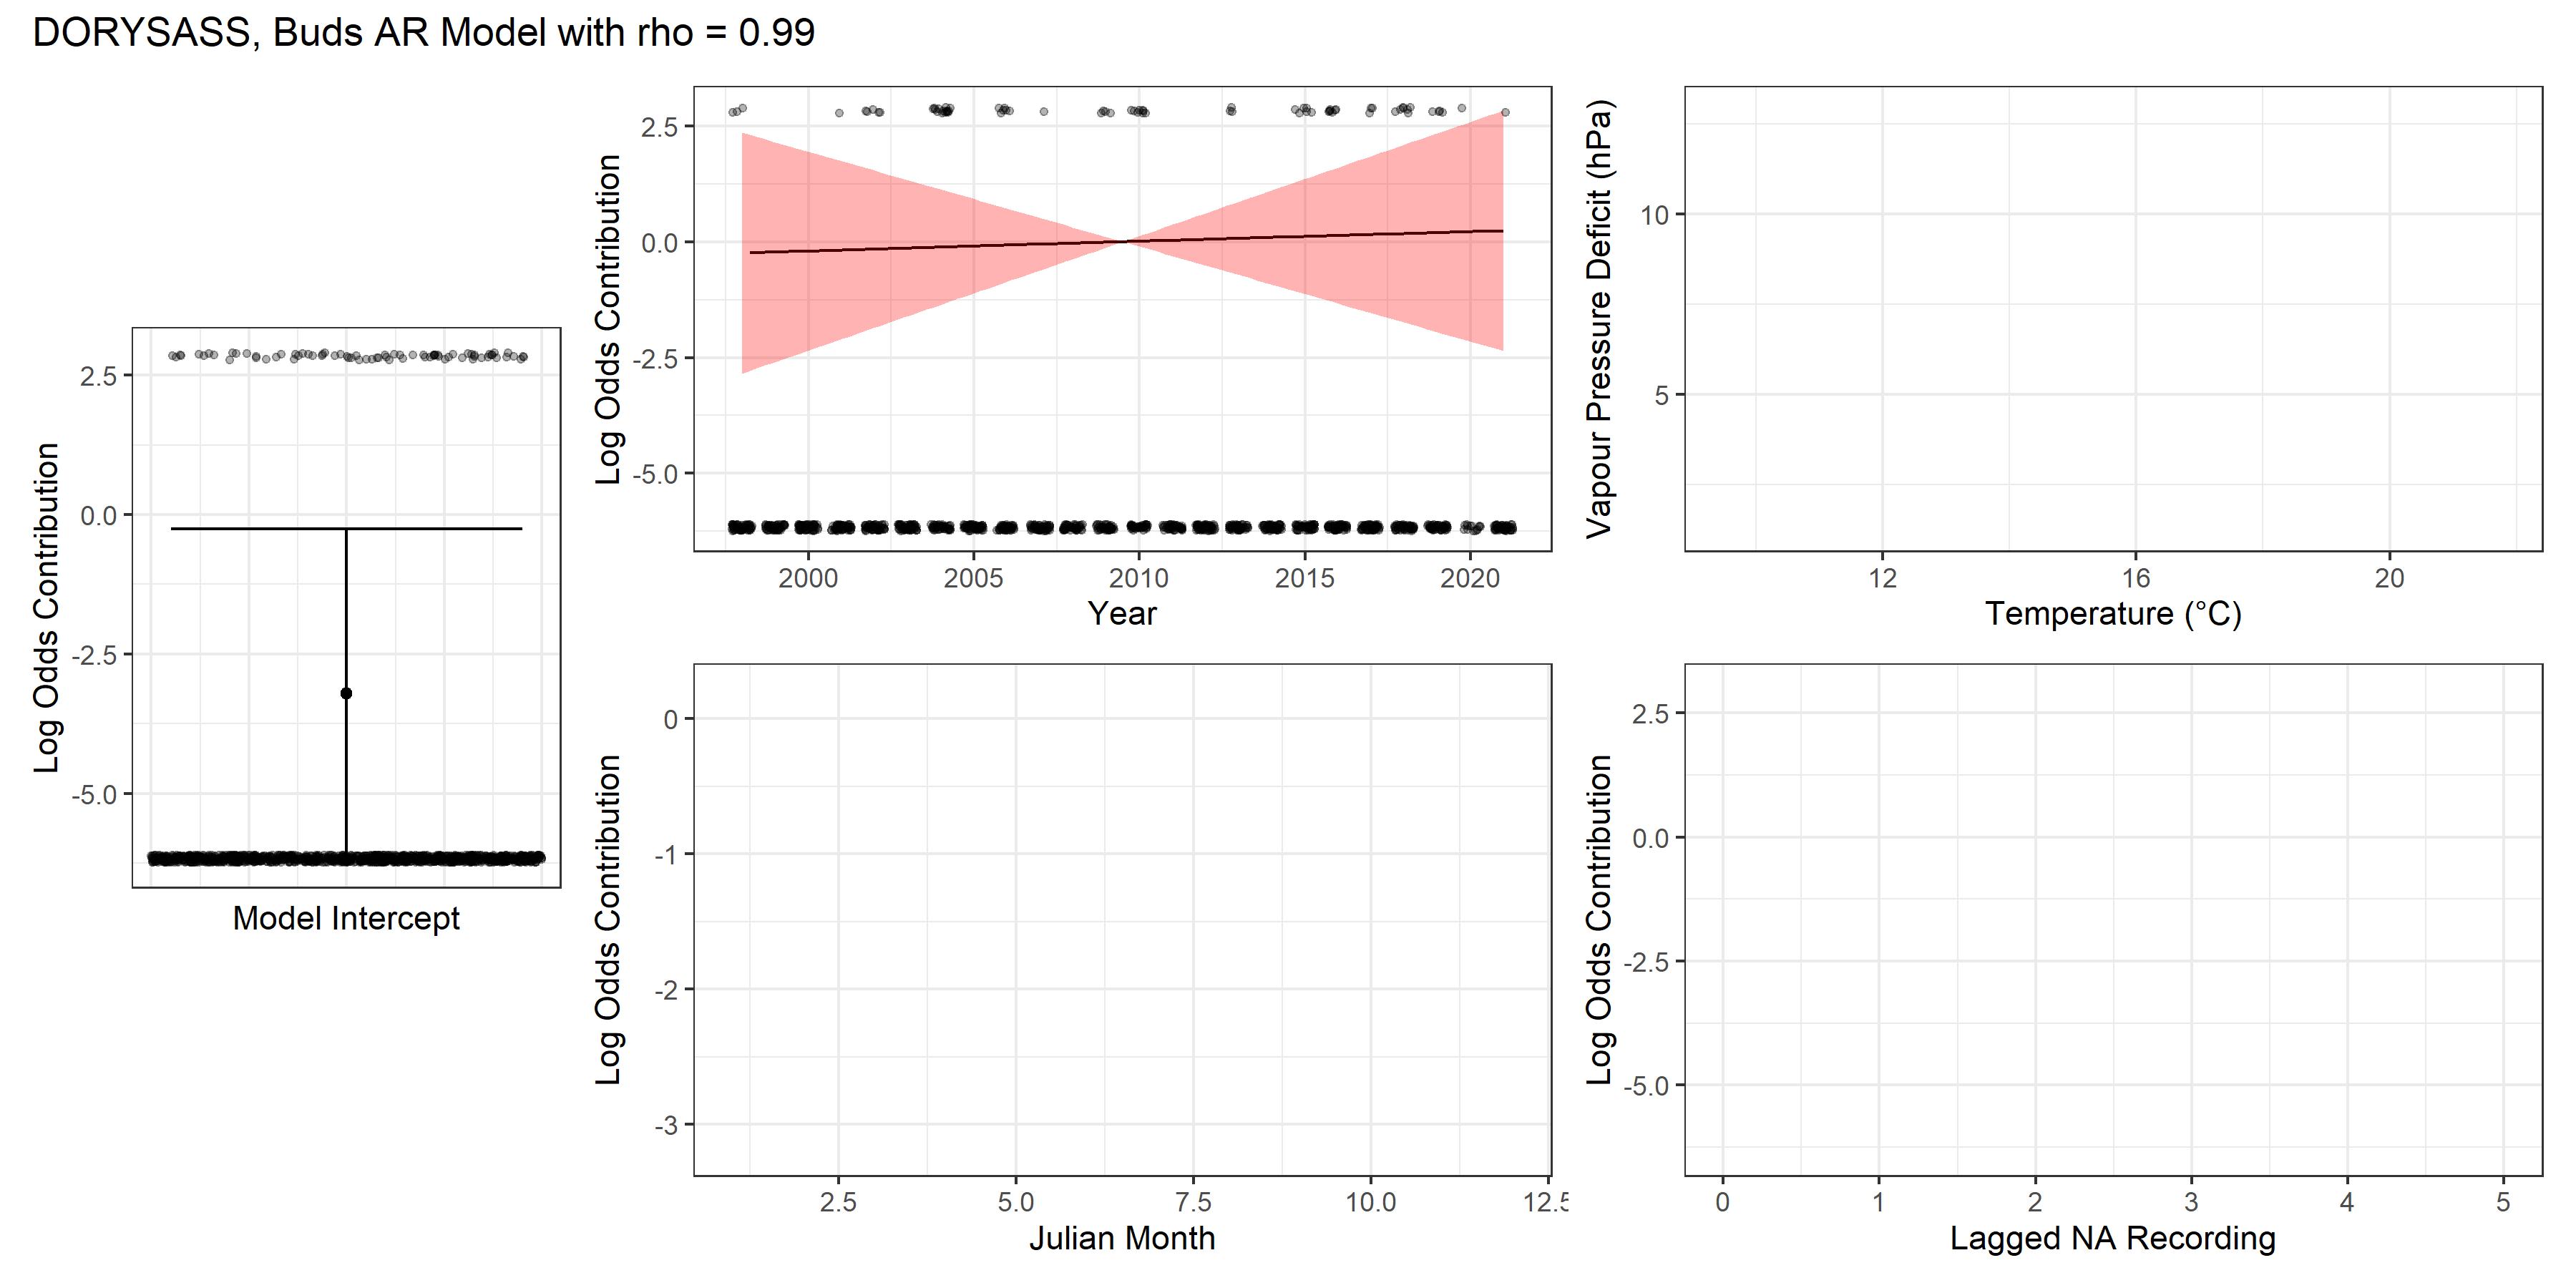 DORYSASS, Buds AR Model with rho = 0.99
Log Odds Contribution
2.5
0.0
-2.5
-5.0
Model Intercept
Log Odds Contribution
2.5
0.0
-2.5
-5.0
2000 2005 2010 2015 2020
Year
Vapour Pressure Deficit (hPa)
10
5
12 16 20
Temperature (°C)
Log Odds Contribution
0
-1
-2
-3
2.5 5.0 7.5 10.0 12.5
Julian Month
Log Odds Contribution
2.5
0.0
-2.5
-5.0
0 1 2 3 4 5
Lagged NA Recording